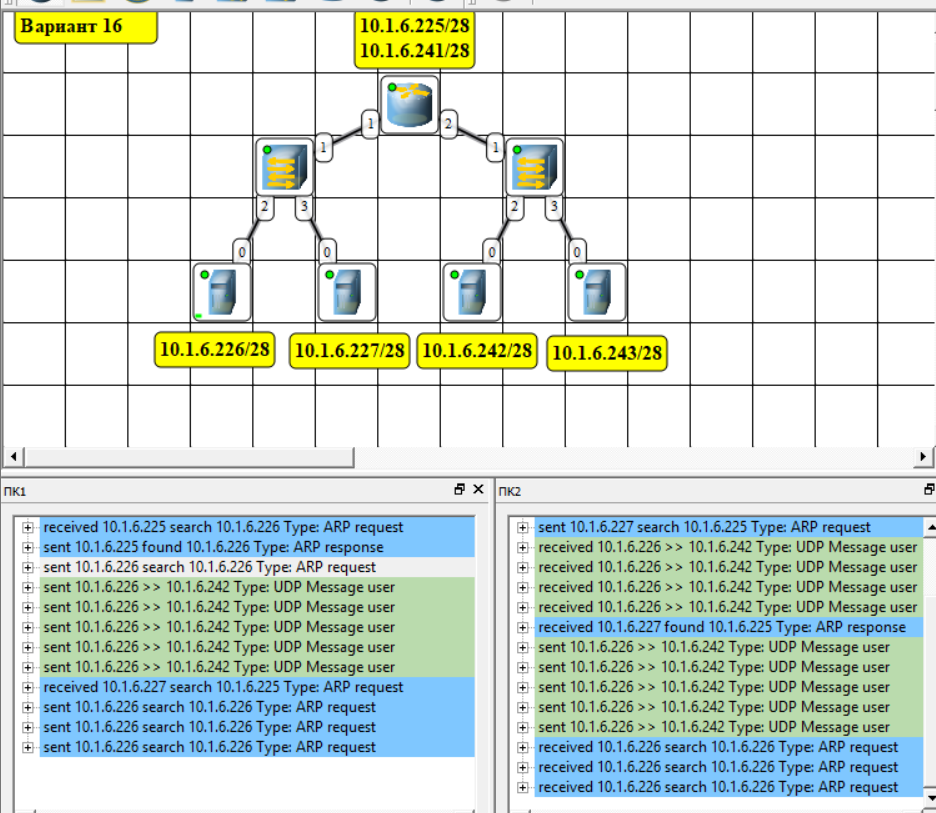 Вариант 16
10.1.6.225/28
10.1.6.241/28
1
2
1
1
2
3
2
3
0
0
0
0
10.1.6.226/28
10.1.6.227/28
10.1.6.242/28
10.1.6.243/28
ПК1
received 10.1.6.225 search 10.1.6.226 Type: ARP request
sent 10.1.6.225 found 10.1.6.226 Type: ARP response
sent 10.1.6.226 search 10.1.6.226 Type: ARP request
sent 10.1.6.226 >> 10.1.6.242 Type: UDP Message user
sent 10.1.6.226 >> 10.1.6.242 Type: UDP Message user
sent 10.1.6.226 >> 10.1.6.242 Type: UDP Message user
sent 10.1.6.226 >> 10.1.6.242 Type: UDP Message user
sent 10.1.6.226 >> 10.1.6.242 Type: UDP Message user
received 10.1.6.227 search 10.1.6.225 Type: ARP request
sent 10.1.6.226 search 10.1.6.226 Type: ARP request
sent 10.1.6.226 search 10.1.6.226 Type: ARP request
sent 10.1.6.226 search 10.1.6.226 Type: ARP request
ПК2
sent 10.1.6.227 search 10.1.6.225 Type: ARP request
received 10.1.6.226 >> 10.1.6.242 Type: UDP Message user
received 10.1.6.226 >> 10.1.6.242 Type: UDP Message user
received 10.1.6.226 >> 10.1.6.242 Type: UDP Message user
received 10.1.6.226 >> 10.1.6.242 Type: UDP Message user
received 10.1.6.227 found 10.1.6.225 Type: ARP response
sent 10.1.6.226 >> 10.1.6.242 Type: UDP Message user
sent 10.1.6.226 >> 10.1.6.242 Type: UDP Message user
sent 10.1.6.226 >> 10.1.6.242 Type: UDP Message user
sent 10.1.6.226 >> 10.1.6.242 Type: UDP Message user
sent 10.1.6.226 >> 10.1.6.242 Type: UDP Message user
received 10.1.6.226 search 10.1.6.226 Type: ARP request
received 10.1.6.226 search 10.1.6.226 Type: ARP request
received 10.1.6.226 search 10.1.6.226 Type: ARP request